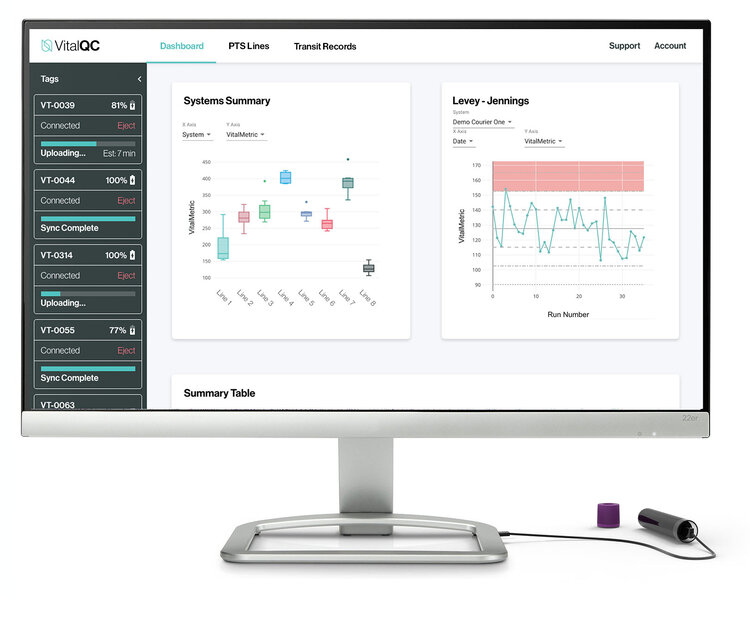 VitalQC
Dashboard
PTS Lines
Transit Records
Support
Account
Tags
VT-0039 81%
Connected Eject
Uploading... Est: 7 min
VT-0044 100%
Connected Eject
Sync Complete
VT-0314 100%
Connected Eject
Uploading...
VT-0055 77%
Connected Eject
Sync Complete
VT-0063
Systems Summary
X Axis Y Axis
System VitalMetric
450
400
350
300
250
200
150
100
VitalMetric
Line 1 Line 2 Line 3 Line 4 Line 5 Line 6 Line 7 Line 8
Levey - Jennings
System
Demo Courier One
X Axis Y Axis
Date VitalMetric
170
160
150
140
130
120
110
100
90
VitalMetric
0 10 20 30
Run Number
Summary Table
22er